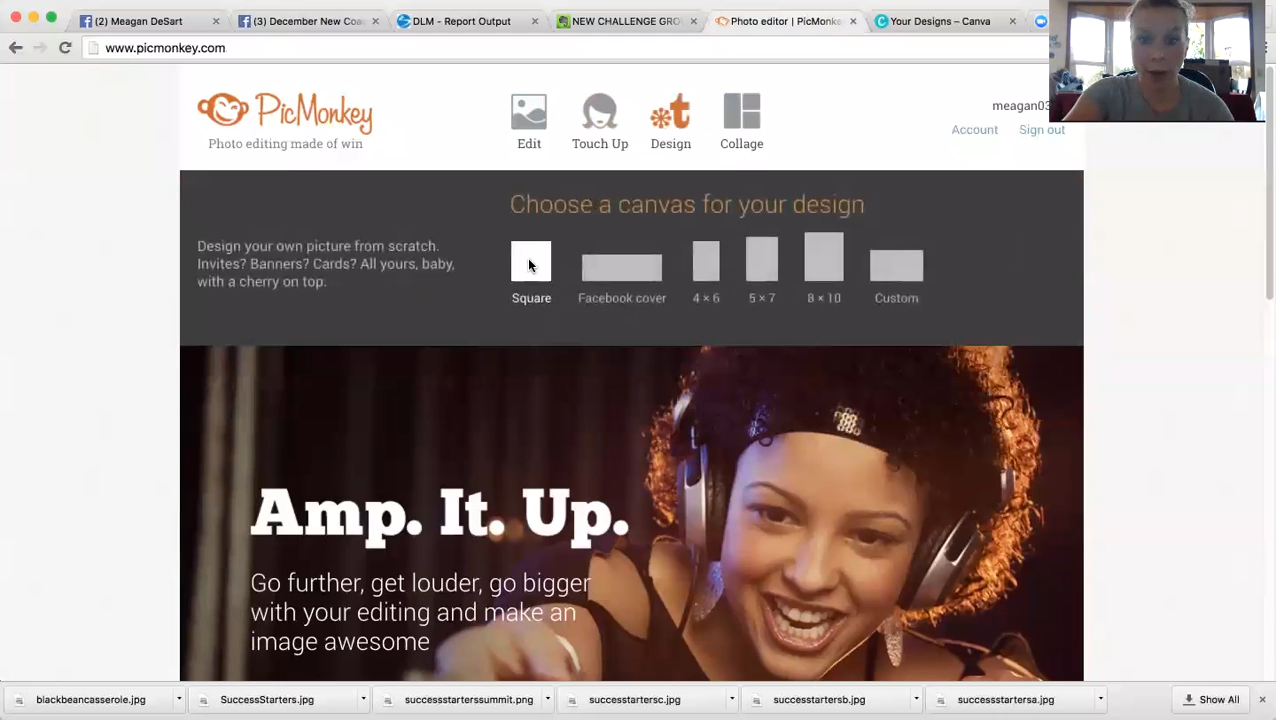 (2) Meagan DeSart
(3) December New Coa
DLM - Report Output
NEW CHALLENGE GRO
Photo editor | PicMonke
Your Designs – Canva
www.picmonkey.com
PicMonkey
Photo editing made of win
Edit
Touch Up
Design
Collage
meagan03
Account
Sign out
Choose a canvas for your design
Design your own picture from scratch.
Invites? Banners? Cards? All yours, baby,
with a cherry on top.
Square
Facebook cover
4 × 6
5 × 7
8 × 10
Custom
Amp. It. Up.
Go further, get louder, go bigger
with your editing and make an
image awesome
blackbeancasserole.jpg
SuccessStarters.jpg
successstarterssummit.png
successstartersc.jpg
successstartersb.jpg
successstartersa.jpg
Show All